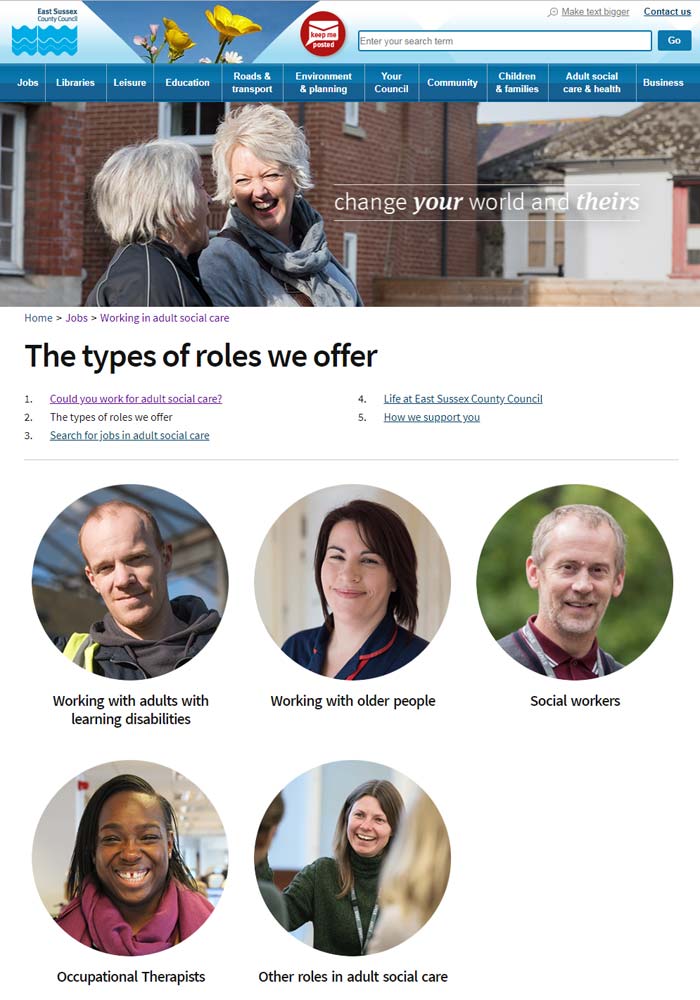 East Sussex
County Council
keep me
posted
Make text bigger
Contact us
Enter your search term
Go
Jobs
Libraries
Leisure
Education
Roads &
transport
Environment
& planning
Your
Council
Community
Children
& families
Adult social
care & health
Business
change your world and theirs
Home > Jobs > Working in adult social care
The types of roles we offer
1. Could you work for adult social care?
2. The types of roles we offer
3. Search for jobs in adult social care
4. Life at East Sussex County Council
5. How we support you
Working with adults with
learning disabilities
Working with older people
Social workers
Occupational Therapists
Other roles in adult social care